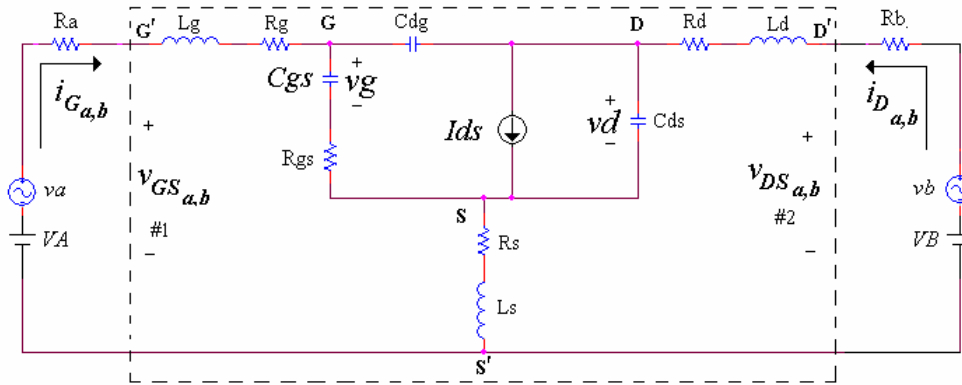 Ra
G' Lg Rg G Cdg D Rd Ld D' Rb.
iGa,b
Cgs + vg −
Ids
+ vd −
Cds
iDa,b
Rgs
+
vGSa,b
#1
−
+
vDSa,b
#2
−
va
VA
vb
VB
S
Rs
Ls
S'